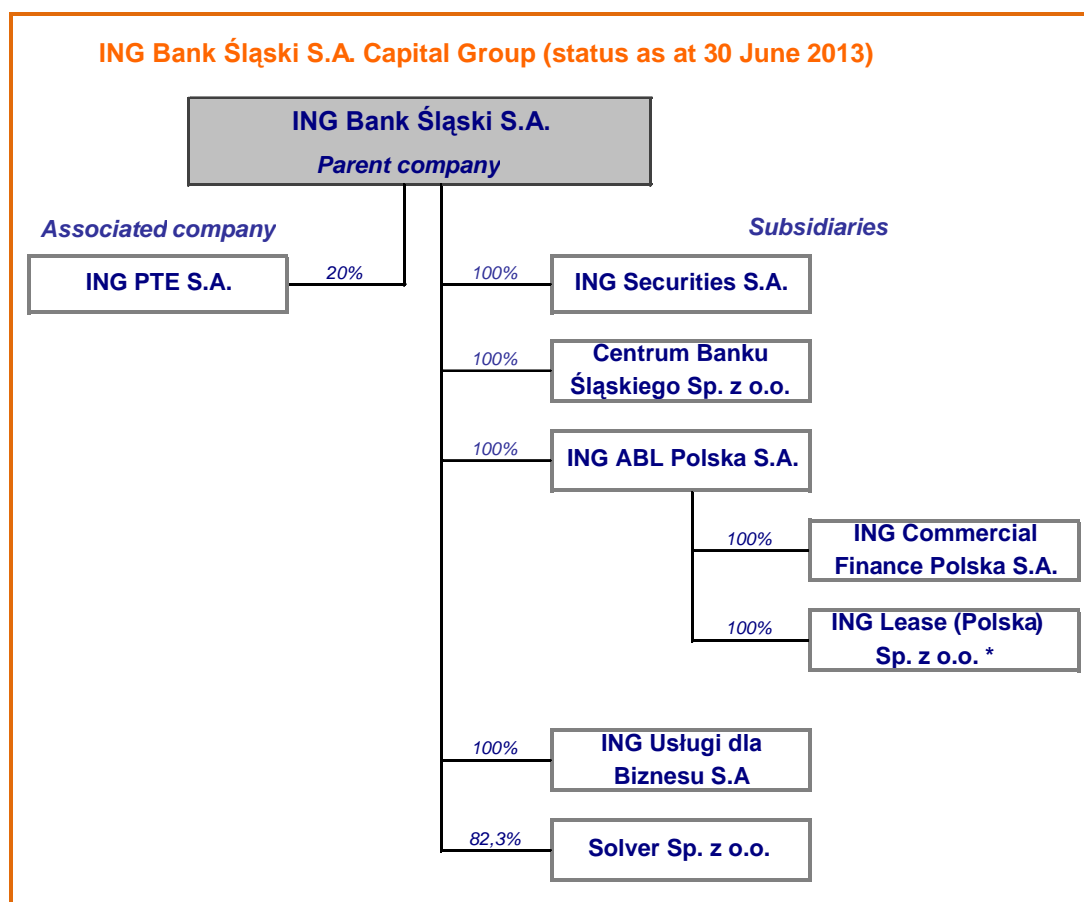 ING Bank Śląski S.A. Capital Group (status as at 30 June 2013)
ING Bank Śląski S.A.
Parent company
Associated company
Subsidiaries
ING PTE S.A.
20%
100%
ING Securities S.A.
100%
Centrum Banku
Śląskiego Sp. z o.o.
100%
ING ABL Polska S.A.
100%
ING Commercial
Finance Polska S.A.
100%
ING Lease (Polska)
Sp. z o.o. *
100%
ING Usługi dla
Biznesu S.A
82,3%
Solver Sp. z o.o.